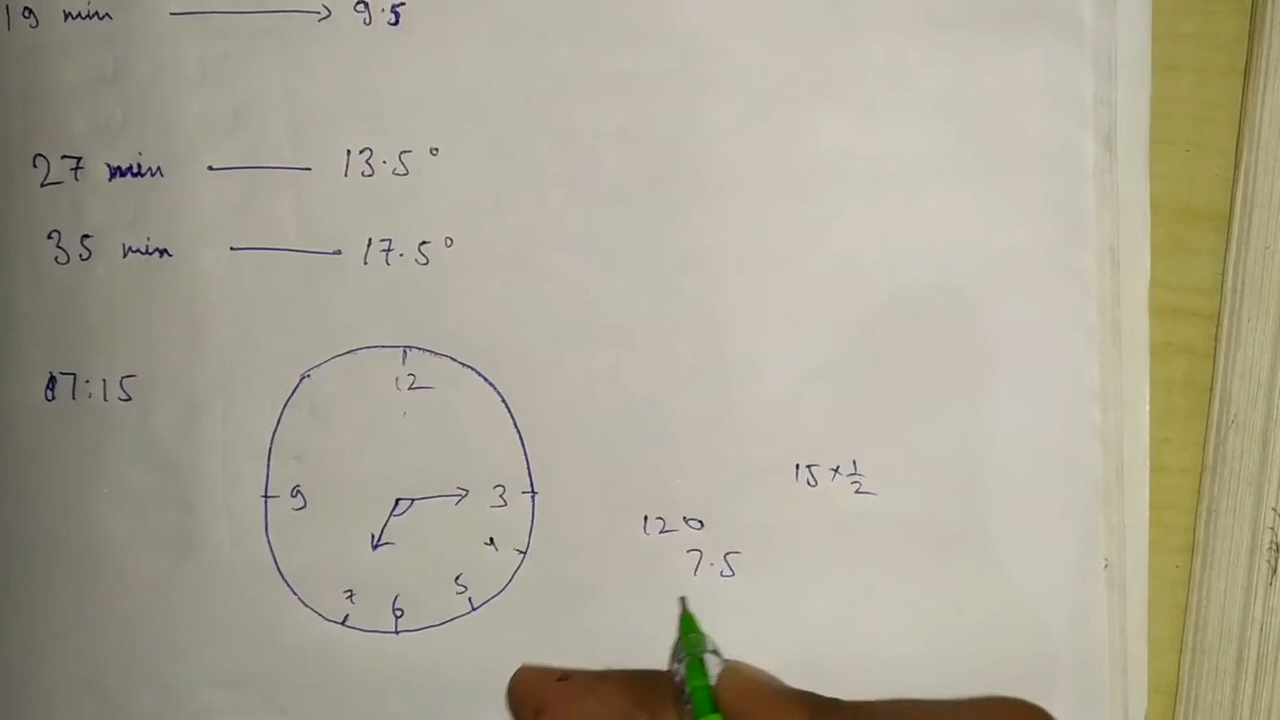 19 min → 9.5
27 min — 13.5°
35 min — 17.5°
07:15
12
9
3
4
5
7
6
15 × 1/2
120
7.5